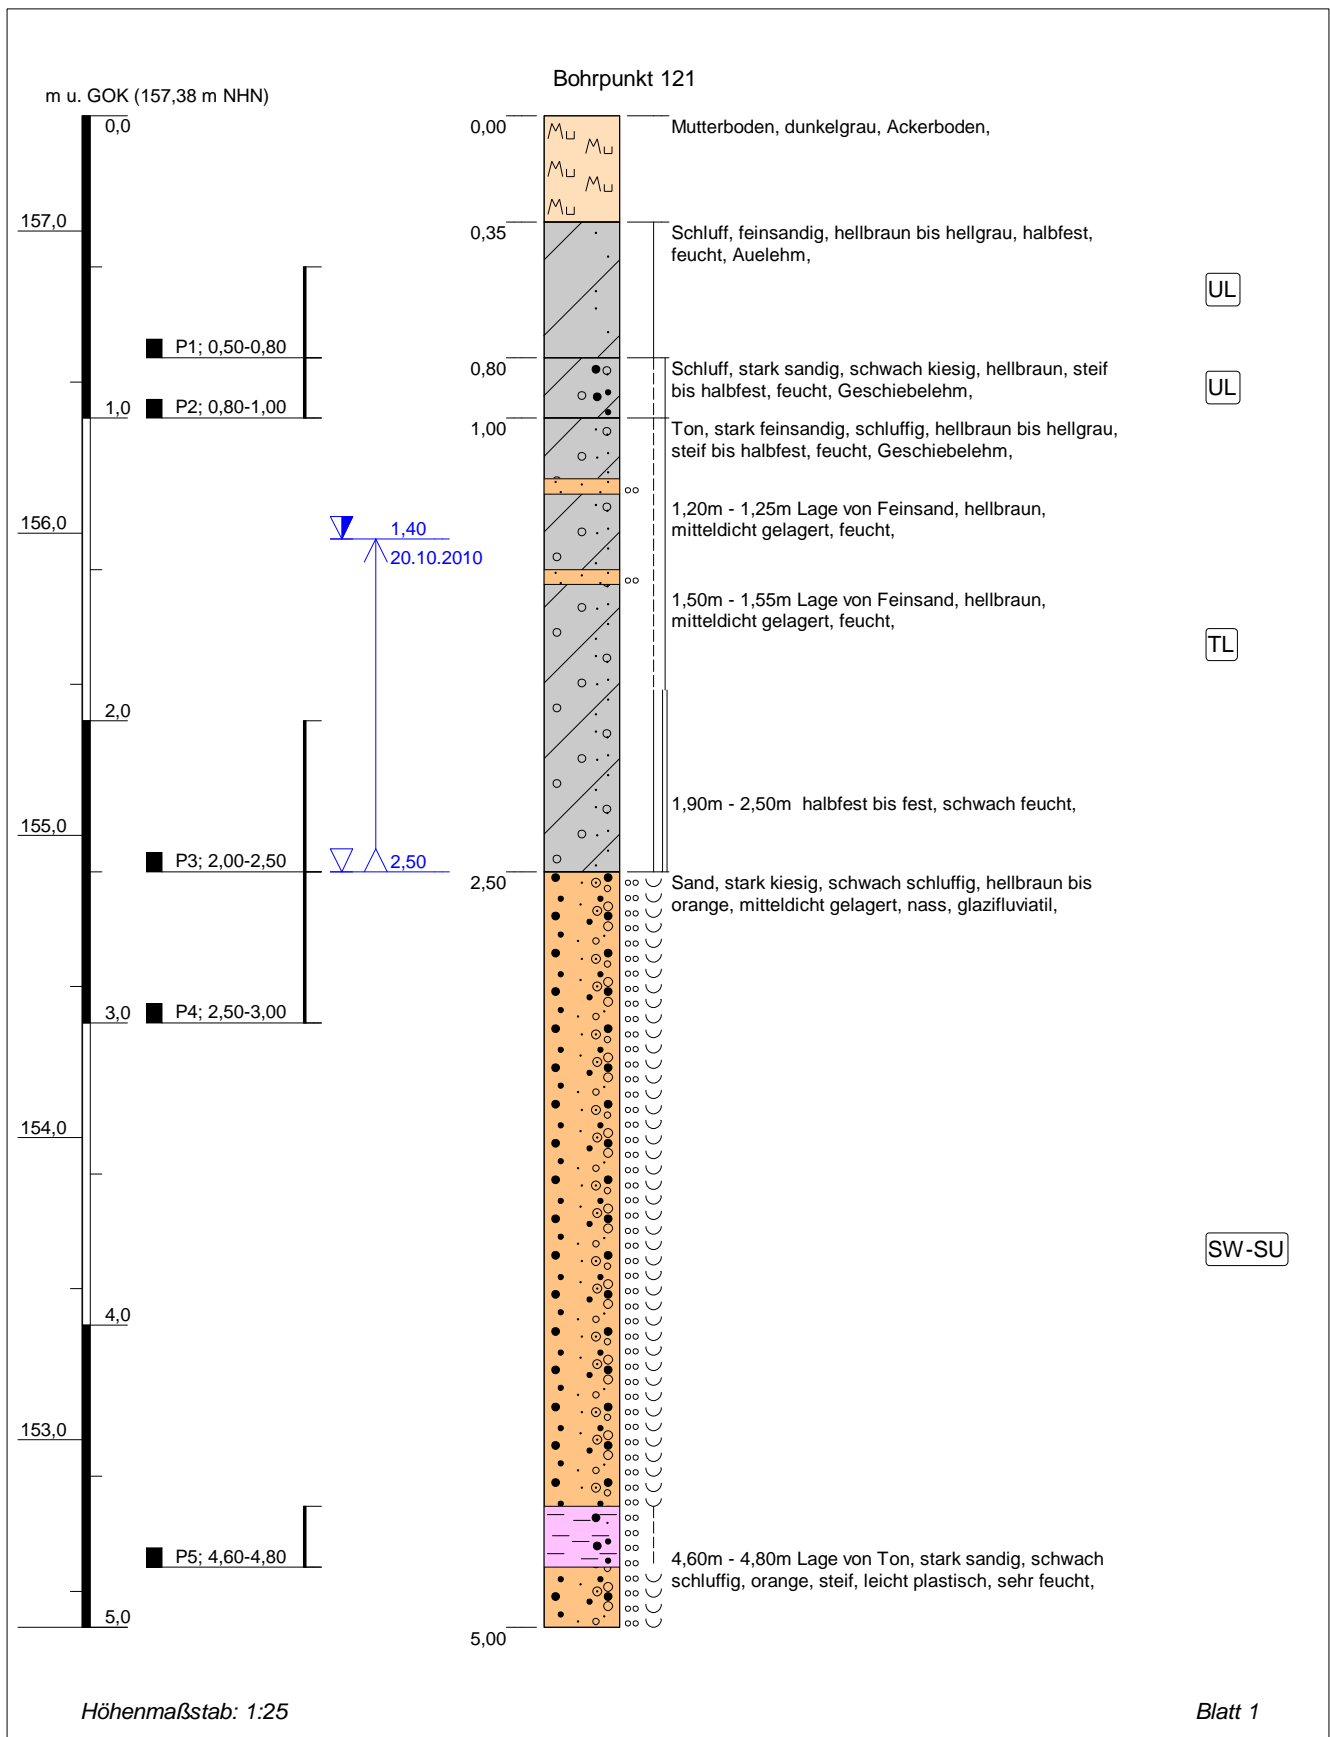 Bohrpunkt 121
m u. GOK (157,38 m NHN)
0,0
0,00
Mutterboden, dunkelgrau, Ackerboden,
Mu
Mu
Mu
Mu
Mu
157,0
0,35
Schluff, feinsandig, hellbraun bis hellgrau, halbfest,
feucht, Auelehm,
UL
P1; 0,50-0,80
0,80
Schluff, stark sandig, schwach kiesig, hellbraun, steif
bis halbfest, feucht, Geschiebelehm,
UL
1,0
P2; 0,80-1,00
1,00
Ton, stark feinsandig, schluffig, hellbraun bis hellgrau,
steif bis halbfest, feucht, Geschiebelehm,
1,20m - 1,25m Lage von Feinsand, hellbraun,
mitteldicht gelagert, feucht,
156,0
1,40
20.10.2010
1,50m - 1,55m Lage von Feinsand, hellbraun,
mitteldicht gelagert, feucht,
TL
2,0
1,90m - 2,50m  halbfest bis fest, schwach feucht,
155,0
P3; 2,00-2,50
2,50
2,50
Sand, stark kiesig, schwach schluffig, hellbraun bis
orange, mitteldicht gelagert, nass, glazifluviatil,
3,0
P4; 2,50-3,00
154,0
SW-SU
4,0
153,0
P5; 4,60-4,80
4,60m - 4,80m Lage von Ton, stark sandig, schwach
schluffig, orange, steif, leicht plastisch, sehr feucht,
5,0
5,00
Höhenmaßstab: 1:25
Blatt 1